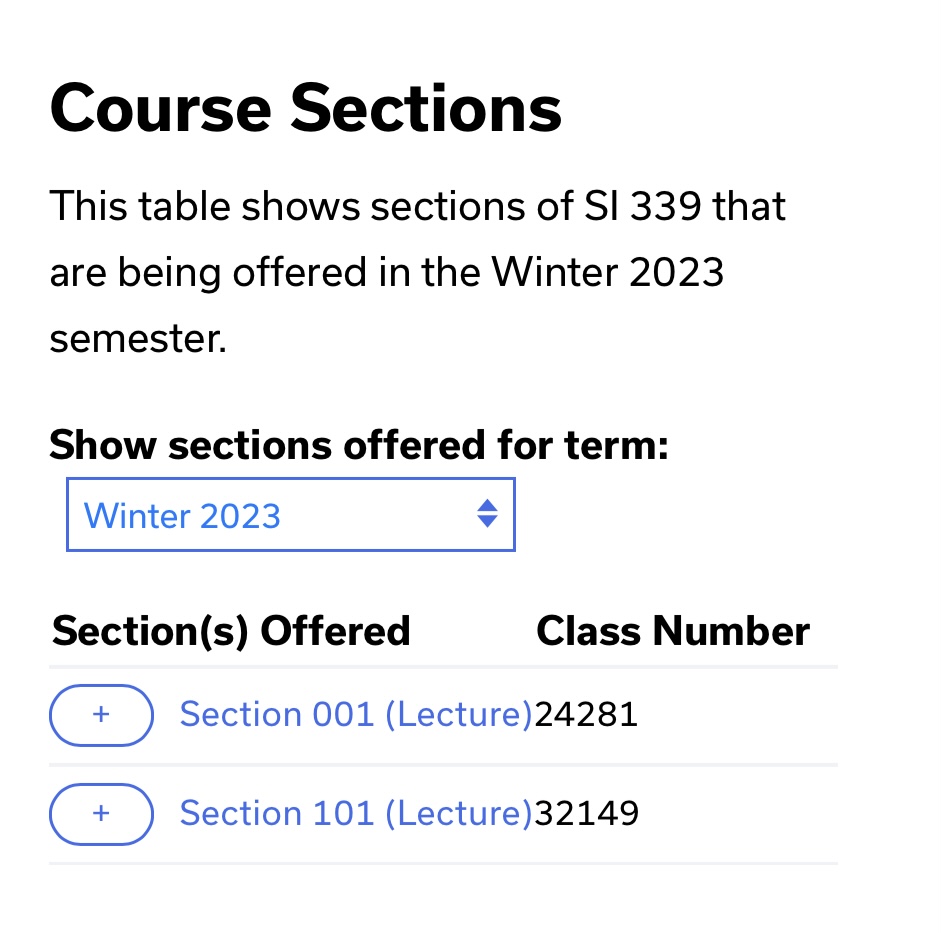 Course Sections
This table shows sections of SI 339 that
are being offered in the Winter 2023
semester.
Show sections offered for term:
Winter 2023
Section(s) Offered Class Number
+ Section 001 (Lecture) 24281
+ Section 101 (Lecture) 32149